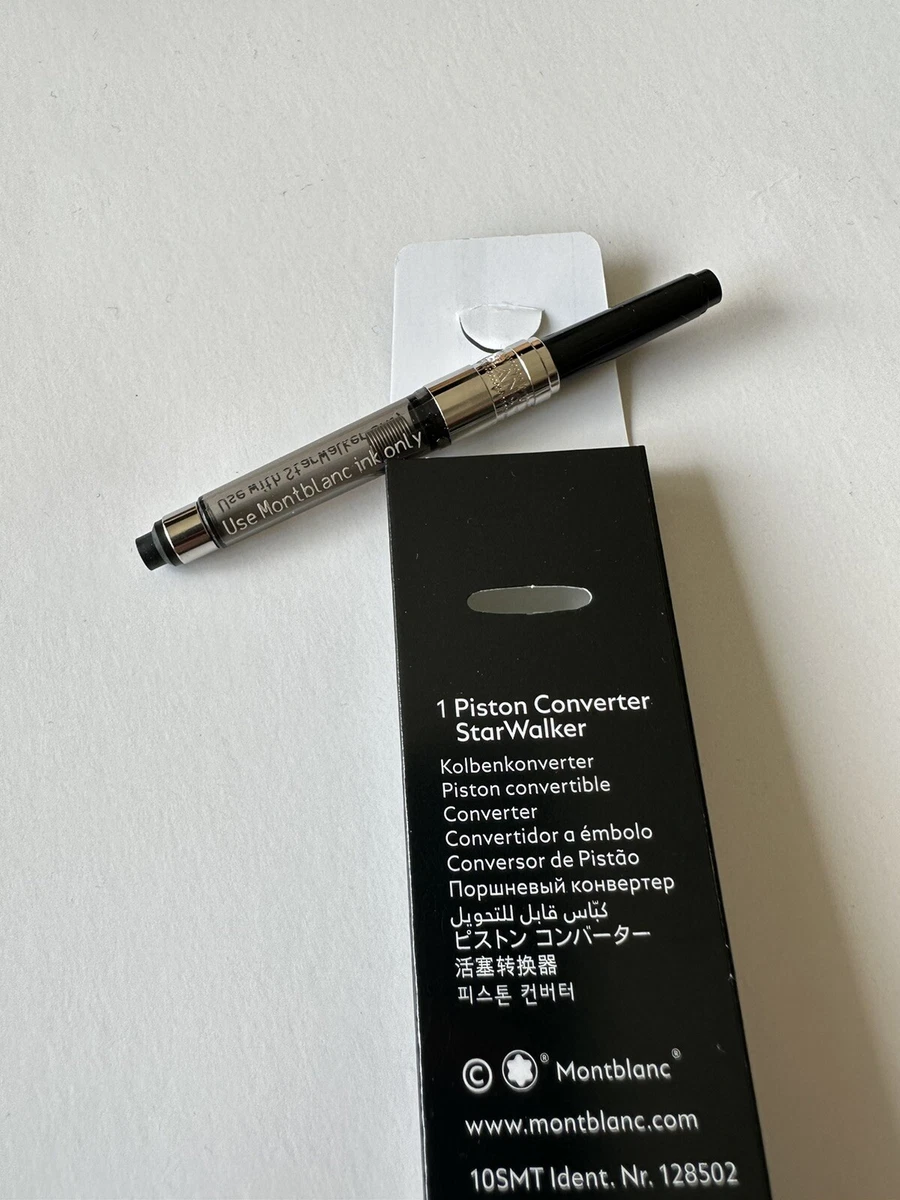 Use with StarWalker only
Use Montblanc ink only
1 Piston Converter
StarWalker
Kolbenkonverter
Piston convertible
Converter
Convertidor a émbolo
Conversor de Pistão
Поршневый конвертер
كبّاس قابل للتحويل
ピストン コンバーター
活塞转换器
피스톤 컨버터
© ® Montblanc®
www.montblanc.com
10SMT Ident. Nr. 128502